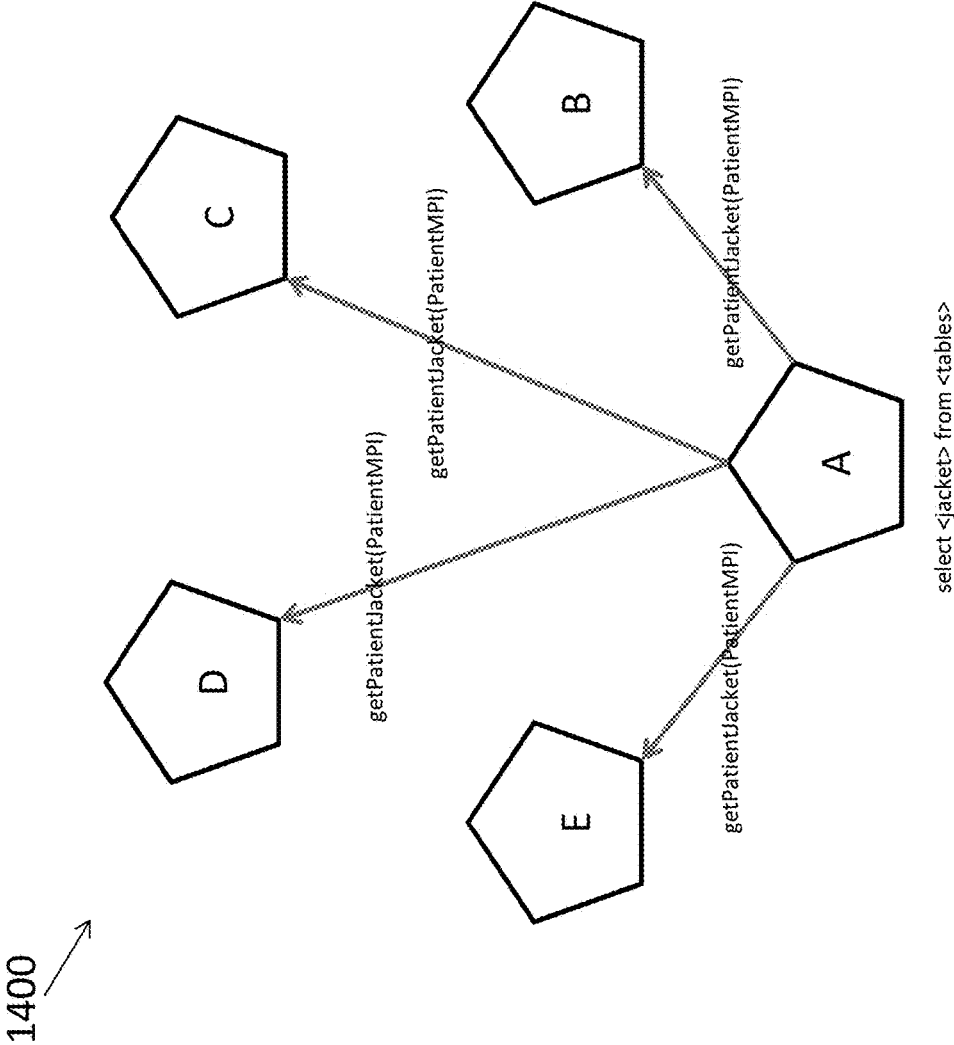 1400
D
C
getPatientJacket(PatientMPI)
getPatientJacket(PatientMPI)
E
B
getPatientJacket(PatientMPI)
getPatientJacket(PatientMPI)
A
select <jacket> from <tables>